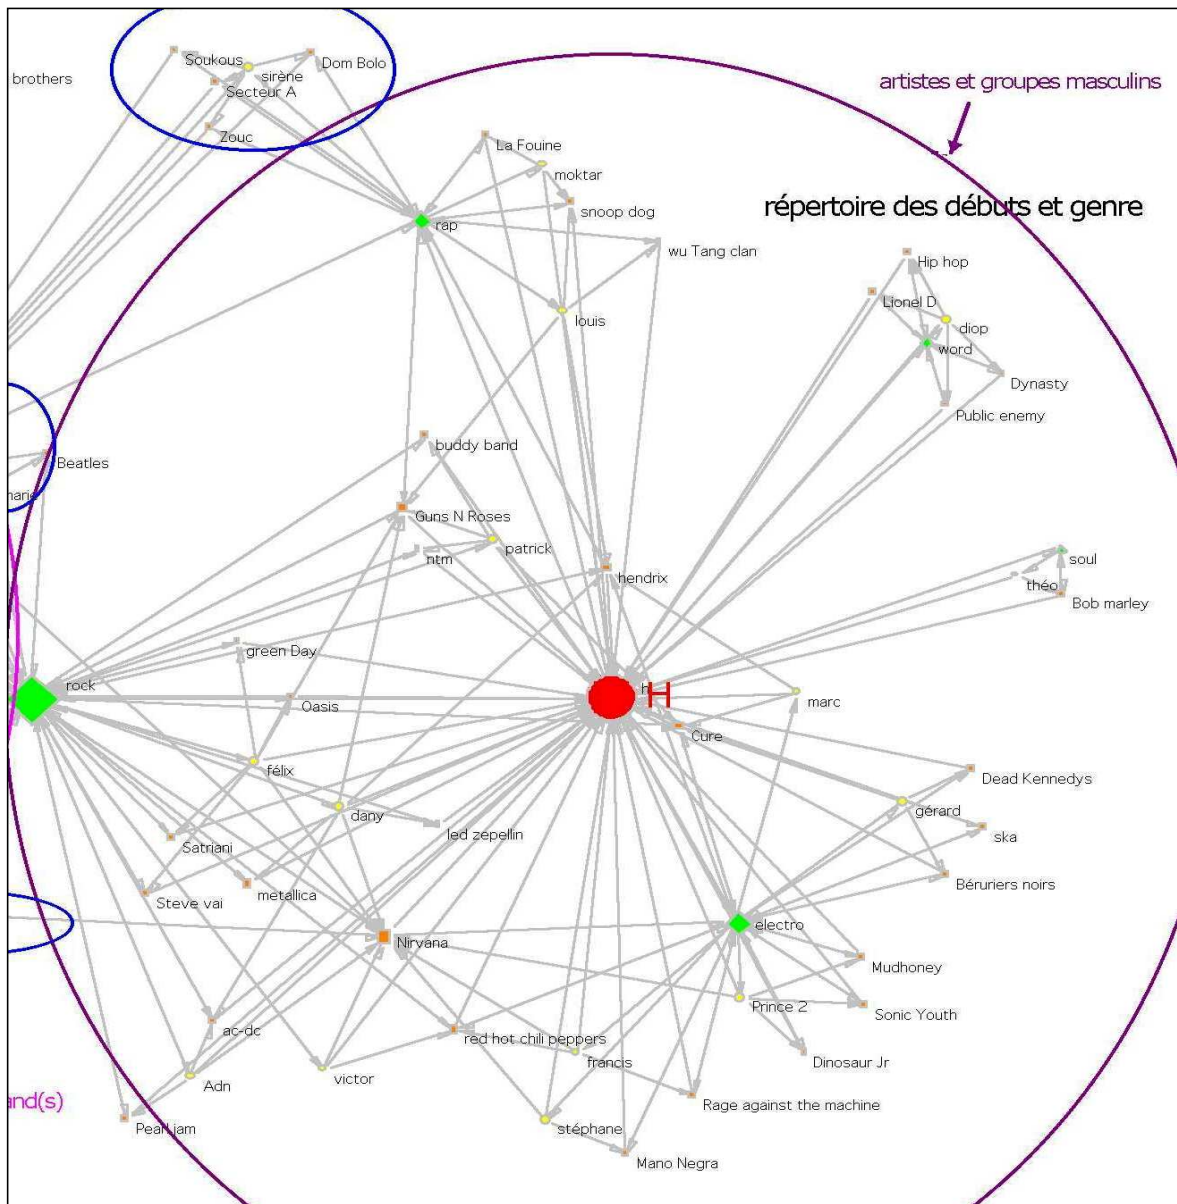 Soukous
sirène
Dom Bolo
brothers
Secteur A
artistes et groupes masculins
Zouc
La Fouine
moktar
snoop dog
répertoire des débuts et genre
rap
wu Tang clan
Hip hop
Lionel D
louis
diop
word
Dynasty
Public enemy
buddy band
Beatles
narie
Guns N Roses
patrick
ntm
soul
hendrix
théo
Bob marley
green Day
rock
h
H
Oasis
marc
Cure
félix
Dead Kennedys
dany
gérard
led zepellin
ska
Satriani
Steve vai
metallica
Béruriers noirs
electro
Nirvana
Mudhoney
Prince 2
Sonic Youth
ac-dc
red hot chili peppers
francis
Dinosaur Jr
Adn
victor
and(s)
Rage against the machine
Pearl jam
stéphane
Mano Negra